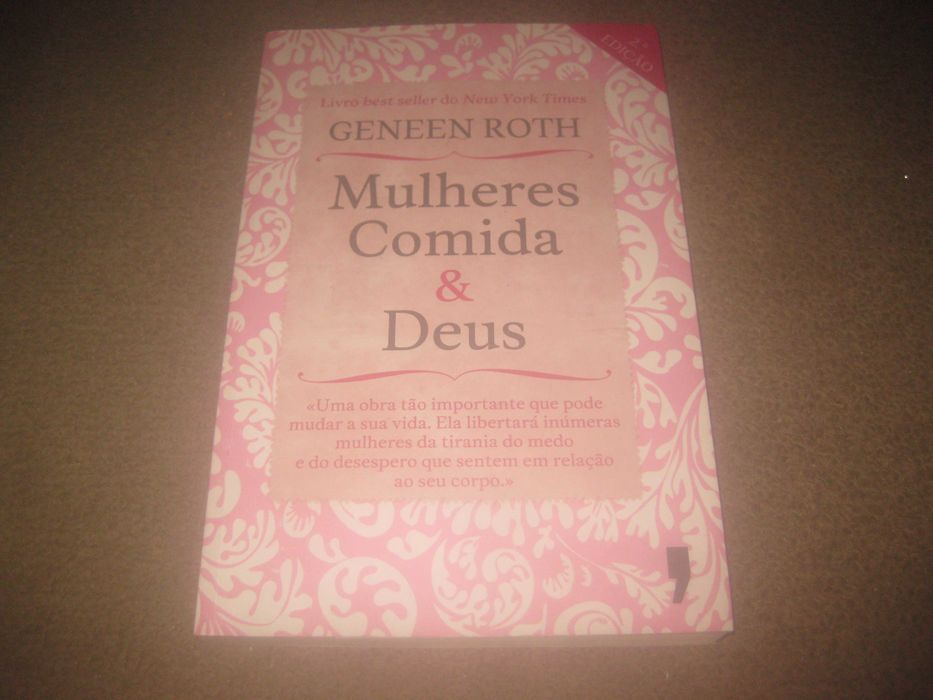 2.ª
EDIÇÃO
Livro best seller do New York Times
GENEEN ROTH
Mulheres
Comida
&
Deus
«Uma obra tão importante que pode
mudar a sua vida. Ela libertará inúmeras
mulheres da tirania do medo
e do desespero que sentem em relação
ao seu corpo.»